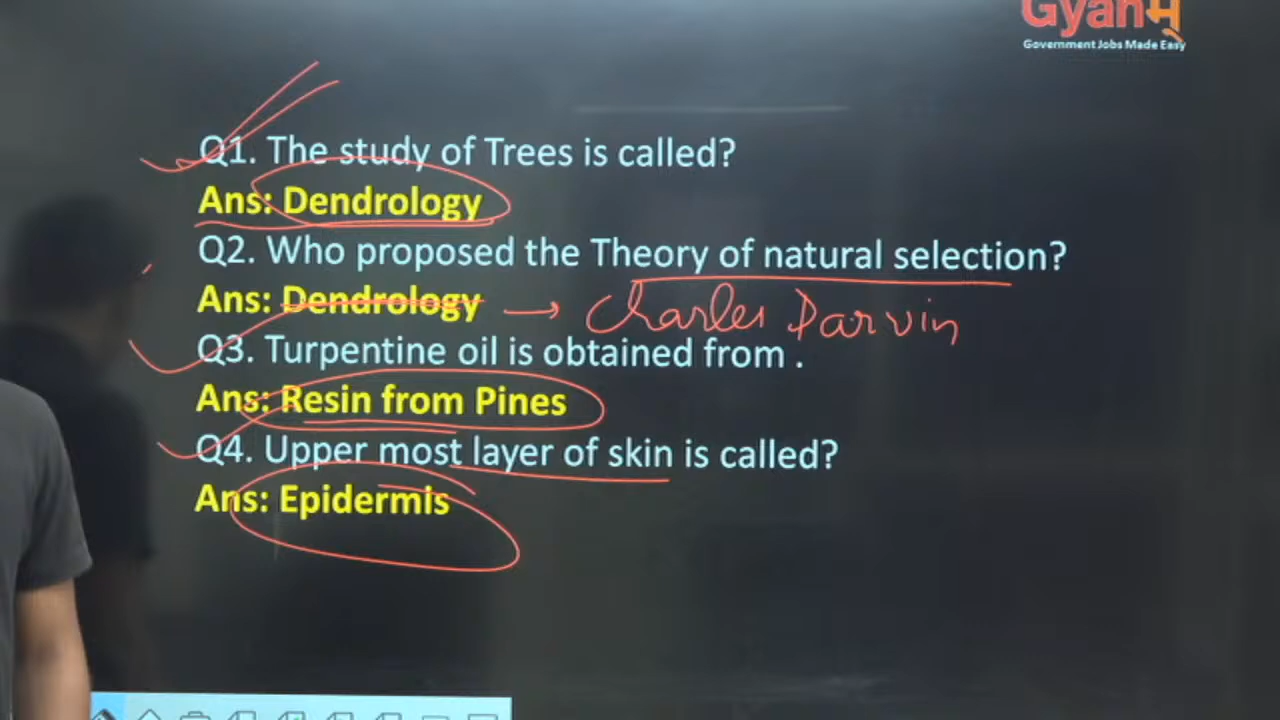 Gyanम्
Government Jobs Made Easy
Q1. The study of Trees is called?
Ans: Dendrology
Q2. Who proposed the Theory of natural selection?
Ans: Dendrology → Charles Darvin
Q3. Turpentine oil is obtained from .
Ans: Resin from Pines
Q4. Upper most layer of skin is called?
Ans: Epidermis